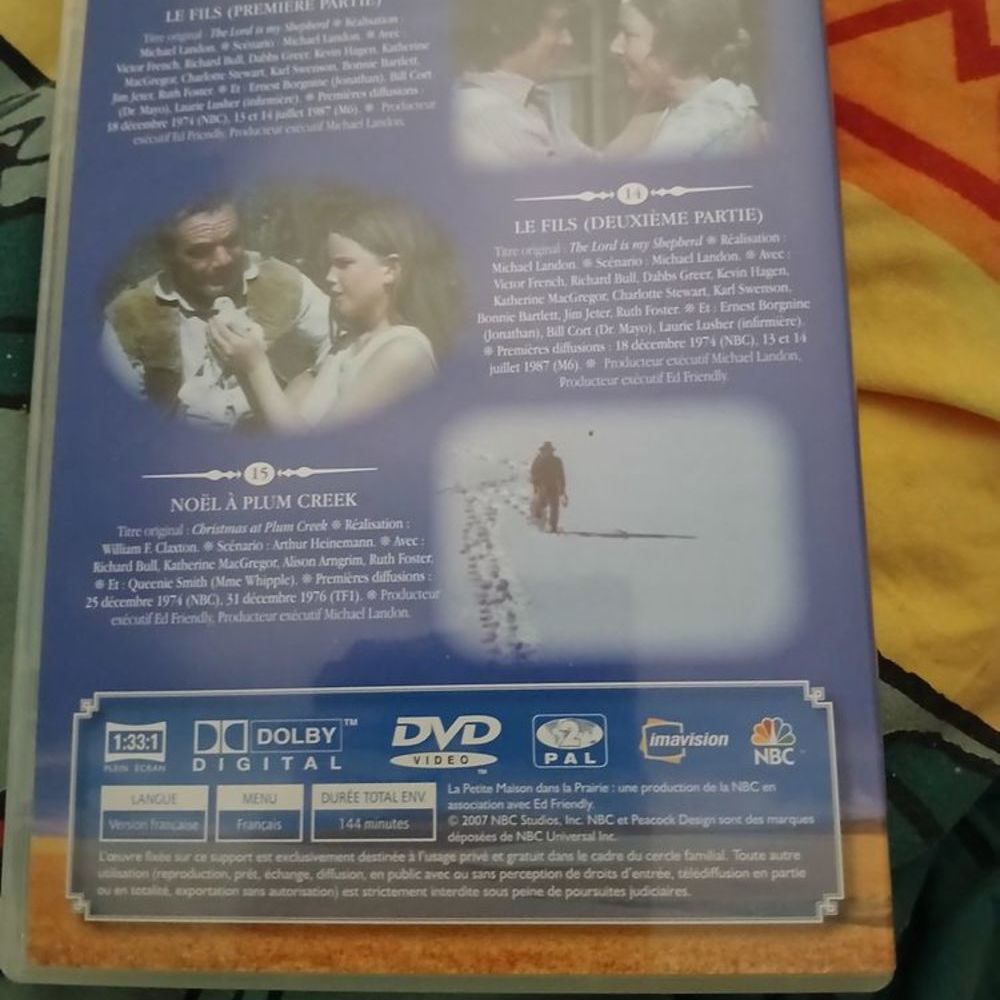 LE FILS (PREMIÈRE PARTIE)
Titre original : The Lord is my Shepherd ❋ Réalisation :
Michael Landon. ❋ Scénario : Michael Landon. ❋ Avec :
Victor French, Richard Bull, Dabbs Greer, Kevin Hagen, Katherine
MacGregor, Charlotte Stewart, Karl Swenson, Bonnie Bartlett,
Jim Jeter, Ruth Foster. ❋ Et : Ernest Borgnine (Jonathan), Bill Cort
(Dr. Mayo), Laurie Lusher (infirmière). ❋ Premières diffusions :
18 décembre 1974 (NBC), 13 et 14 juillet 1987 (M6). ❋ Producteur
exécutif Ed Friendly, Producteur exécutif Michael Landon.
14
LE FILS (DEUXIÈME PARTIE)
Titre original : The Lord is my Shepherd ❋ Réalisation :
Michael Landon. ❋ Scénario : Michael Landon. ❋ Avec :
Victor French, Richard Bull, Dabbs Greer, Kevin Hagen,
Katherine MacGregor, Charlotte Stewart, Karl Swenson,
Bonnie Bartlett, Jim Jeter, Ruth Foster. ❋ Et : Ernest Borgnine
(Jonathan), Bill Cort (Dr Mayo), Laurie Lusher (infirmière).
❋ Premières diffusions : 18 décembre 1974 (NBC), 13 et 14
juillet 1987 (M6). ❋ Producteur exécutif Michael Landon,
Producteur exécutif Ed Friendly.
15
NOËL À PLUM CREEK
Titre original : Christmas at Plum Creek ❋ Réalisation :
William F. Claxton. ❋ Scénario : Arthur Heinemann. ❋ Avec :
Richard Bull, Katherine MacGregor, Alison Arngrim, Ruth Foster.
❋ Et : Queenie Smith (Mme Whipple). ❋ Premières diffusions :
25 décembre 1974 (NBC), 31 décembre 1976 (TF1). ❋ Producteur
exécutif Ed Friendly, Producteur exécutif Michael Landon.
1:33:1
PLEIN ÉCRAN
DOLBY™
DIGITAL
DVD
VIDEO™
2
PAL
imavision
NBC
LANGUE
Version française
MENU
Français
DURÉE TOTAL ENV.
144 minutes
La Petite Maison dans la Prairie : une production de la NBC en
association avec Ed Friendly.
© 2007 NBC Studios, Inc. NBC et Peacock Design sont des marques
déposées de NBC Universal Inc.
L'œuvre fixée sur ce support est exclusivement destinée à l'usage privé et gratuit dans le cadre du cercle familial. Toute autre
utilisation (reproduction, prêt, échange, diffusion, en public avec ou sans perception de droits d'entrée, télédiffusion en partie
ou en totalité, exportation sans autorisation) est strictement interdite sous peine de poursuites judiciaires.